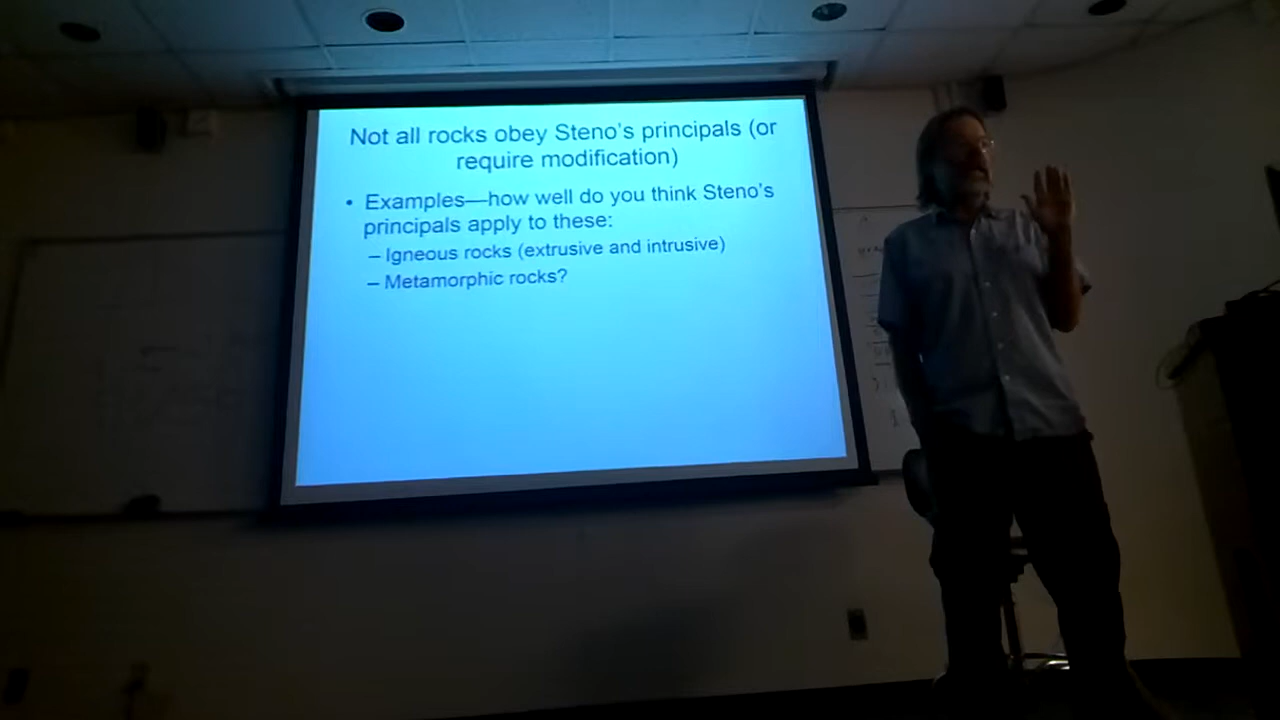 Not all rocks obey Steno's principals (or
require modification)
• Examples—how well do you think Steno's
principals apply to these:
– Igneous rocks (extrusive and intrusive)
– Metamorphic rocks?